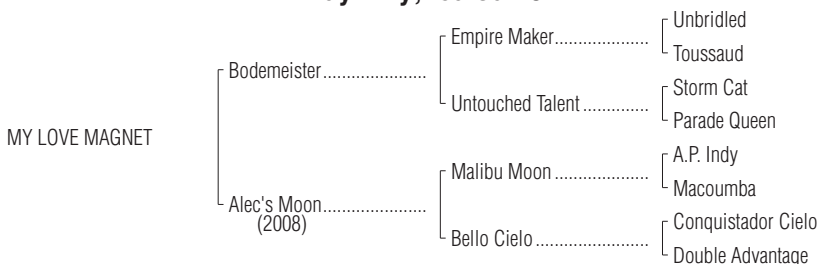 Unbridled
Empire Maker.....................
Toussaud
Bodemeister.......................
Storm Cat
Untouched Talent ..............
Parade Queen
MY LOVE MAGNET
A.P. Indy
Malibu Moon .....................
Macoumba
Alec's Moon.......................
(2008)
Conquistador Cielo
Bello Cielo .........................
Double Advantage